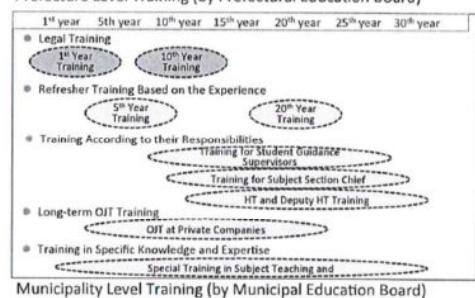 Prefecture Level Training (by Prefectural Education Board)
1st year 5th year 10th year 15th year 20th year 25th year 30th year
Legal Training
1st Year
Training
10th Year
Training
Refresher Training Based on the Experience
5th Year
Training
20th Year
Training
Training According to their Responsibilities
Training for Student Guidance
Supervisors
Training for Subject Section Chief
HT and Deputy HT Training
Long-term OJT Training
OJT at Private Companies
Training in Specific Knowledge and Expertise
Special Training in Subject Teaching and
Municipality Level Training (by Municipal Education Board)